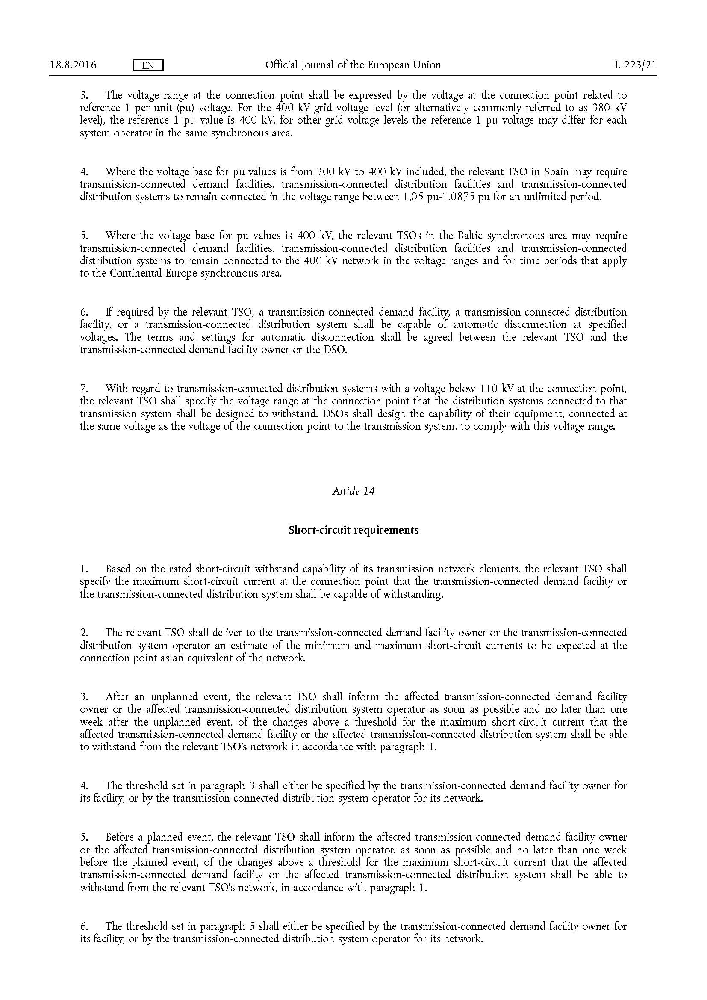 18.8.2016 EN Official Journal of the European Union L 223/21
3. The voltage range at the connection point shall be expressed by the voltage at the connection point related to
reference 1 per unit (pu) voltage. For the 400 kV grid voltage level (or alternatively commonly referred to as 380 kV
level), the reference 1 pu value is 400 kV, for other grid voltage levels the reference 1 pu voltage may differ for each
system operator in the same synchronous area.
4. Where the voltage base for pu values is from 300 kV to 400 kV included, the relevant TSO in Spain may require
transmission-connected demand facilities, transmission-connected distribution facilities and transmission-connected
distribution systems to remain connected in the voltage range between 1,05 pu-1,0875 pu for an unlimited period.
5. Where the voltage base for pu values is 400 kV, the relevant TSOs in the Baltic synchronous area may require
transmission-connected demand facilities, transmission-connected distribution facilities and transmission-connected
distribution systems to remain connected to the 400 kV network in the voltage ranges and for time periods that apply
to the Continental Europe synchronous area.
6. If required by the relevant TSO, a transmission-connected demand facility, a transmission-connected distribution
facility, or a transmission-connected distribution system shall be capable of automatic disconnection at specified
voltages. The terms and settings for automatic disconnection shall be agreed between the relevant TSO and the
transmission-connected demand facility owner or the DSO.
7. With regard to transmission-connected distribution systems with a voltage below 110 kV at the connection point,
the relevant TSO shall specify the voltage range at the connection point that the distribution systems connected to that
transmission system shall be designed to withstand. DSOs shall design the capability of their equipment, connected at
the same voltage as the voltage of the connection point to the transmission system, to comply with this voltage range.
Article 14
Short-circuit requirements
1. Based on the rated short-circuit withstand capability of its transmission network elements, the relevant TSO shall
specify the maximum short-circuit current at the connection point that the transmission-connected demand facility or
the transmission-connected distribution system shall be capable of withstanding.
2. The relevant TSO shall deliver to the transmission-connected demand facility owner or the transmission-connected
distribution system operator an estimate of the minimum and maximum short-circuit currents to be expected at the
connection point as an equivalent of the network.
3. After an unplanned event, the relevant TSO shall inform the affected transmission-connected demand facility
owner or the affected transmission-connected distribution system operator as soon as possible and no later than one
week after the unplanned event, of the changes above a threshold for the maximum short-circuit current that the
affected transmission-connected demand facility or the affected transmission-connected distribution system shall be able
to withstand from the relevant TSO's network in accordance with paragraph 1.
4. The threshold set in paragraph 3 shall either be specified by the transmission-connected demand facility owner for
its facility, or by the transmission-connected distribution system operator for its network.
5. Before a planned event, the relevant TSO shall inform the affected transmission-connected demand facility owner
or the affected transmission-connected distribution system operator, as soon as possible and no later than one week
before the planned event, of the changes above a threshold for the maximum short-circuit current that the affected
transmission-connected demand facility or the affected transmission-connected distribution system shall be able to
withstand from the relevant TSO's network, in accordance with paragraph 1.
6. The threshold set in paragraph 5 shall either be specified by the transmission-connected demand facility owner for
its facility, or by the transmission-connected distribution system operator for its network.